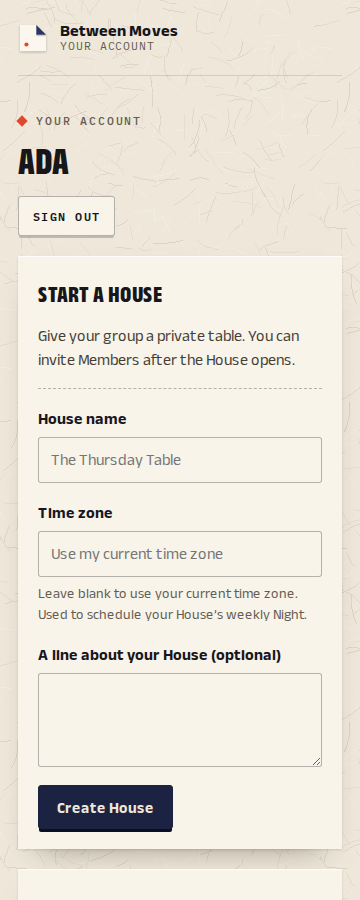 Between Moves
YOUR ACCOUNT
YOUR ACCOUNT
ADA
SIGN OUT
START A HOUSE
Give your group a private table. You can
invite Members after the House opens.
House name
The Thursday Table
Time zone
Use my current time zone
Leave blank to use your current time zone.
Used to schedule your House's weekly Night.
A line about your House (optional)
Create House